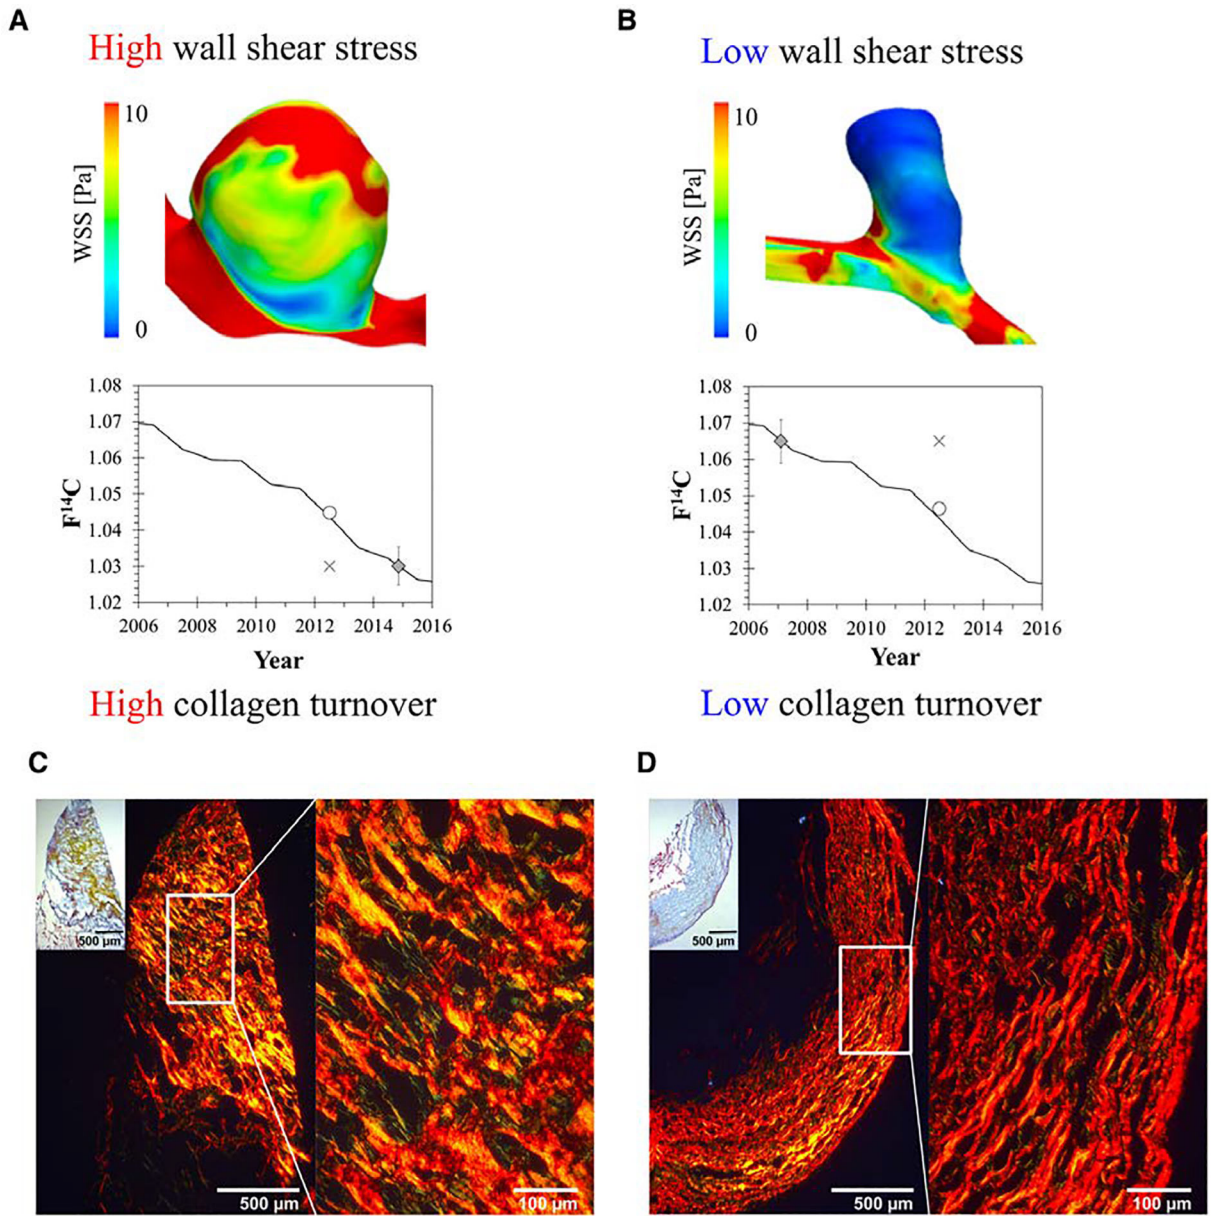 A
High wall shear stress
WSS [Pa]
10
0
1.08
1.07
1.06
1.05
1.04
1.03
1.02
F14C
2006 2008 2010 2012 2014 2016
Year
High collagen turnover
B
Low wall shear stress
WSS [Pa]
10
0
1.08
1.07
1.06
1.05
1.04
1.03
1.02
F14C
2006 2008 2010 2012 2014 2016
Year
Low collagen turnover
C
500 µm
500 µm
100 µm
D
500 µm
500 µm
100 µm